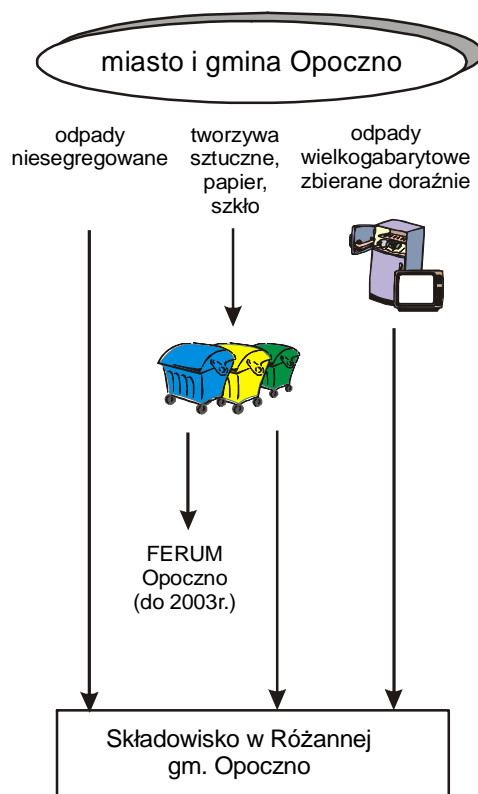 miasto i gmina Opoczno
odpady
niesegregowane
tworzywa
sztuczne,
papier,
szkło
odpady
wielkogabarytowe
zbierane doraźnie
FERUM
Opoczno
(do 2003r.)
Składowisko w Różannej
gm. Opoczno